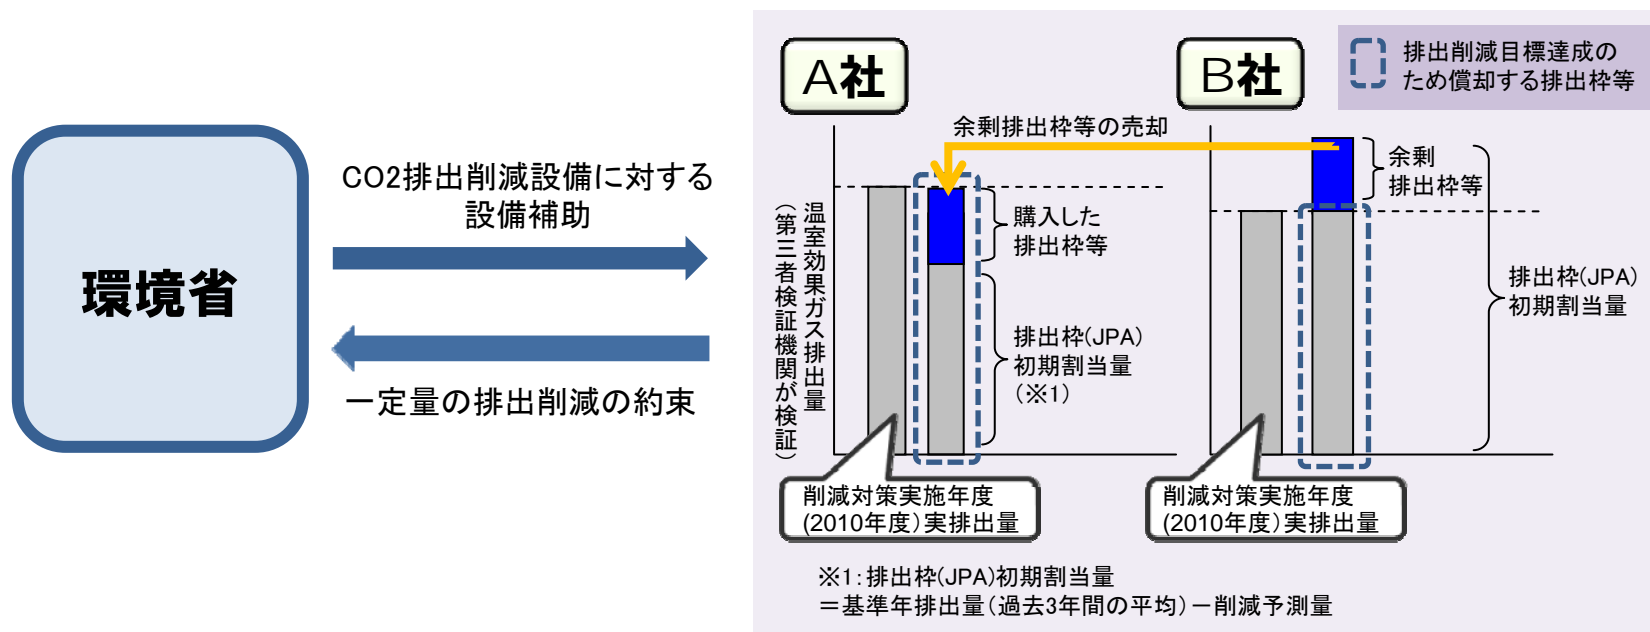 環境省
CO2排出削減設備に対する
設備補助
一定量の排出削減の約束
A社
B社
排出削減目標達成の
ため償却する排出枠等
余剰排出枠等の売却
温室効果ガス排出量
（第三者検証機関が検証）
購入した
排出枠等
排出枠(JPA)
初期割当量
(※1)
余剰
排出枠等
排出枠(JPA)
初期割当量
削減対策実施年度
(2010年度)実排出量
削減対策実施年度
(2010年度)実排出量
※1：排出枠(JPA)初期割当量
＝基準年排出量（過去3年間の平均）－削減予測量